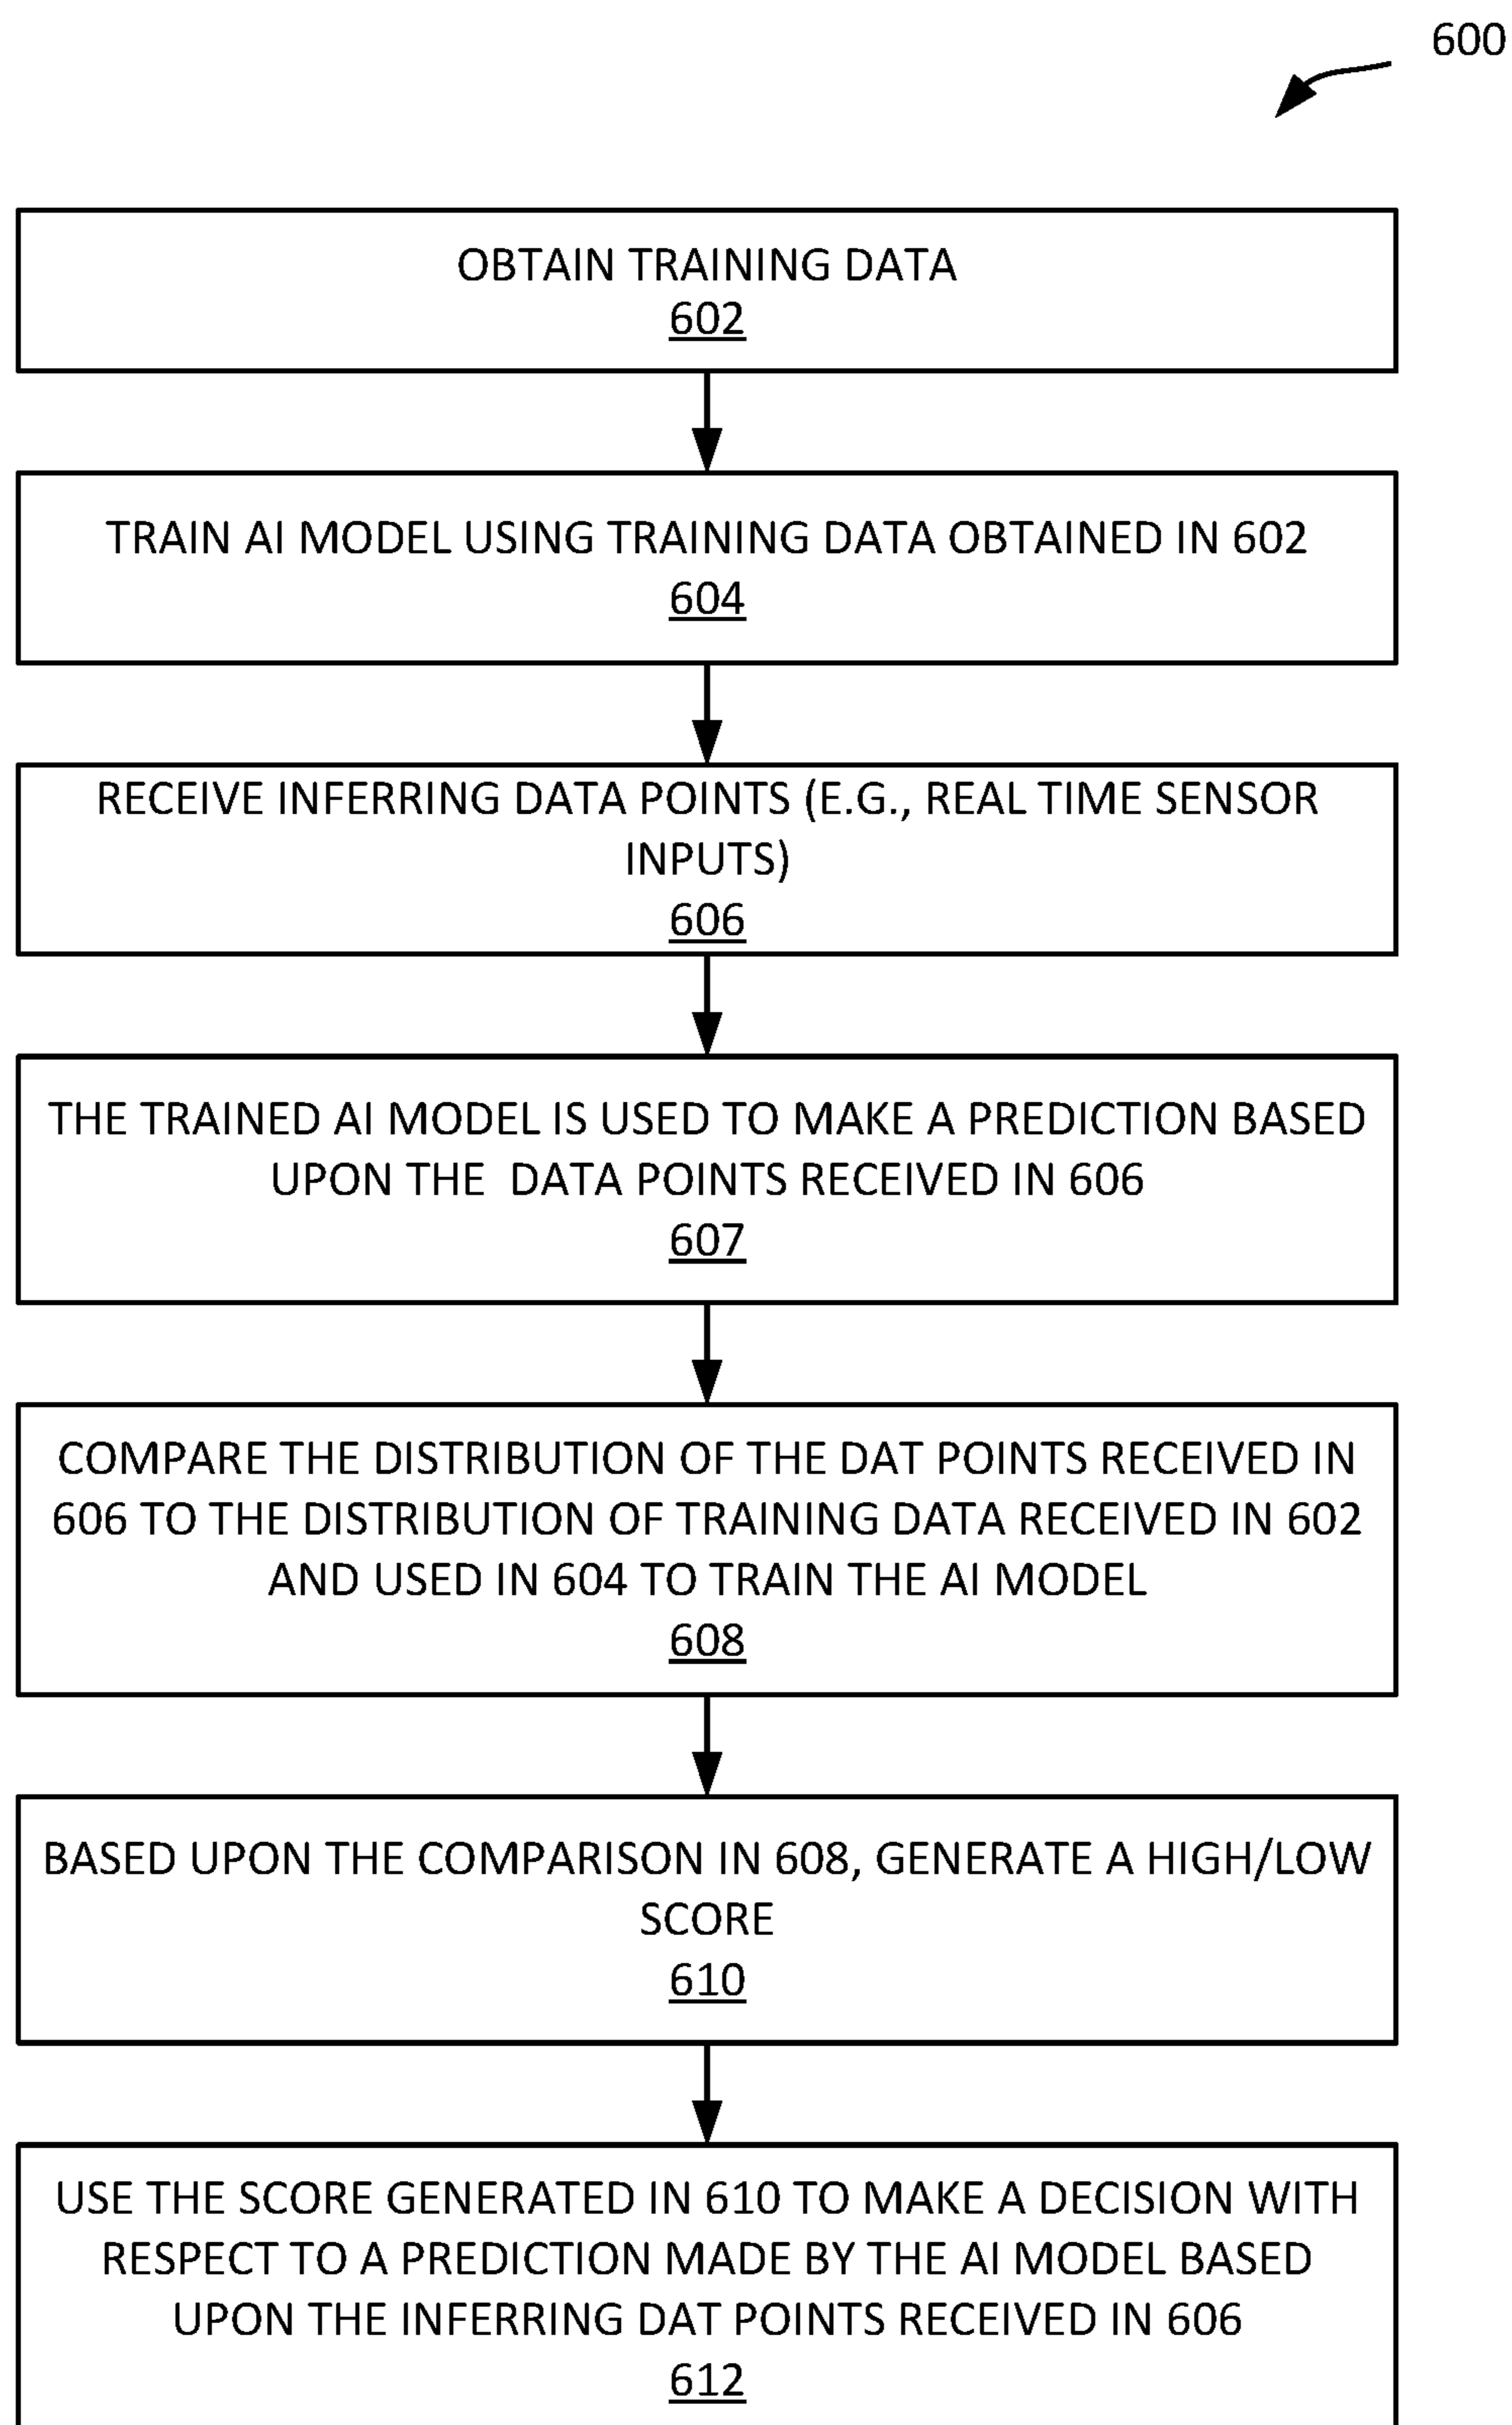 600
OBTAIN TRAINING DATA
602
TRAIN AI MODEL USING TRAINING DATA OBTAINED IN 602
604
RECEIVE INFERRING DATA POINTS (E.G., REAL TIME SENSOR
INPUTS)
606
THE TRAINED AI MODEL IS USED TO MAKE A PREDICTION BASED
UPON THE DATA POINTS RECEIVED IN 606
607
COMPARE THE DISTRIBUTION OF THE DAT POINTS RECEIVED IN
606 TO THE DISTRIBUTION OF TRAINING DATA RECEIVED IN 602
AND USED IN 604 TO TRAIN THE AI MODEL
608
BASED UPON THE COMPARISON IN 608, GENERATE A HIGH/LOW
SCORE
610
USE THE SCORE GENERATED IN 610 TO MAKE A DECISION WITH
RESPECT TO A PREDICTION MADE BY THE AI MODEL BASED
UPON THE INFERRING DAT POINTS RECEIVED IN 606
612